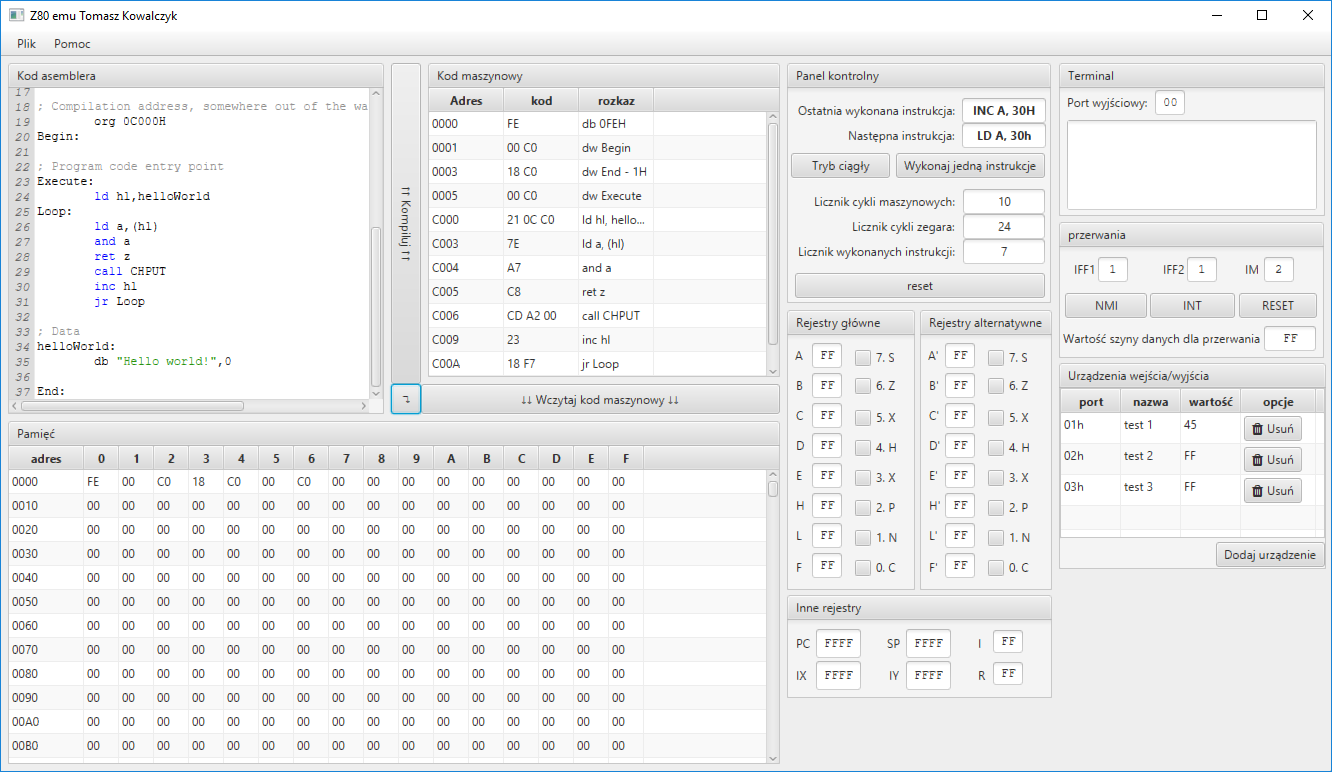 Z80 emu Tomasz Kowalczyk
Plik Pomoc
Kod asemblera
17
18 ; Compilation address, somewhere out of the wa
19 org 0C000H
20 Begin:
21
22 ; Program code entry point
23 Execute:
24 ld hl,helloWorld
25 Loop:
26 ld a,(hl)
27 and a
28 ret z
29 call CHPUT
30 inc hl
31 jr Loop
32
33 ; Data
34 helloWorld:
35 db "Hello world!",0
36
37 End:
↑↑ Kompiluj ↑↑
Kod maszynowy
Adres kod rozkaz
0000 FE db 0FEH
0001 00 C0 dw Begin
0003 18 C0 dw End - 1H
0005 00 C0 dw Execute
C000 21 0C C0 ld hl, hello...
C003 7E ld a, (hl)
C004 A7 and a
C005 C8 ret z
C006 CD A2 00 call CHPUT
C009 23 inc hl
C00A 18 F7 jr Loop
↓↓ Wczytaj kod maszynowy ↓↓
Pamięć
adres 0 1 2 3 4 5 6 7 8 9 A B C D E F
0000 FE 00 C0 18 C0 00 C0 00 00 00 00 00 00 00 00 00
0010 00 00 00 00 00 00 00 00 00 00 00 00 00 00 00 00
0020 00 00 00 00 00 00 00 00 00 00 00 00 00 00 00 00
0030 00 00 00 00 00 00 00 00 00 00 00 00 00 00 00 00
0040 00 00 00 00 00 00 00 00 00 00 00 00 00 00 00 00
0050 00 00 00 00 00 00 00 00 00 00 00 00 00 00 00 00
0060 00 00 00 00 00 00 00 00 00 00 00 00 00 00 00 00
0070 00 00 00 00 00 00 00 00 00 00 00 00 00 00 00 00
0080 00 00 00 00 00 00 00 00 00 00 00 00 00 00 00 00
0090 00 00 00 00 00 00 00 00 00 00 00 00 00 00 00 00
00A0 00 00 00 00 00 00 00 00 00 00 00 00 00 00 00 00
00B0 00 00 00 00 00 00 00 00 00 00 00 00 00 00 00 00
Panel kontrolny
Ostatnia wykonana instrukcja: INC A, 30H
Następna instrukcja: LD A, 30h
Tryb ciągły Wykonaj jedną instrukcje
Licznik cykli maszynowych: 10
Licznik cykli zegara: 24
Licznik wykonanych instrukcji: 7
reset
Rejestry główne
A FF 7. S
B FF 6. Z
C FF 5. X
D FF 4. H
E FF 3. X
H FF 2. P
L FF 1. N
F FF 0. C
Rejestry alternatywne
A' FF 7. S
B' FF 6. Z
C' FF 5. X
D' FF 4. H
E' FF 3. X
H' FF 2. P
L' FF 1. N
F' FF 0. C
Inne rejestry
PC FFFF SP FFFF I FF
IX FFFF IY FFFF R FF
Terminal
Port wyjściowy: 00
przerwania
IFF1 1 IFF2 1 IM 2
NMI INT RESET
Wartość szyny danych dla przerwania FF
Urządzenia wejścia/wyjścia
port nazwa wartość opcje
01h test 1 45 Usuń
02h test 2 FF Usuń
03h test 3 FF Usuń
Dodaj urządzenie